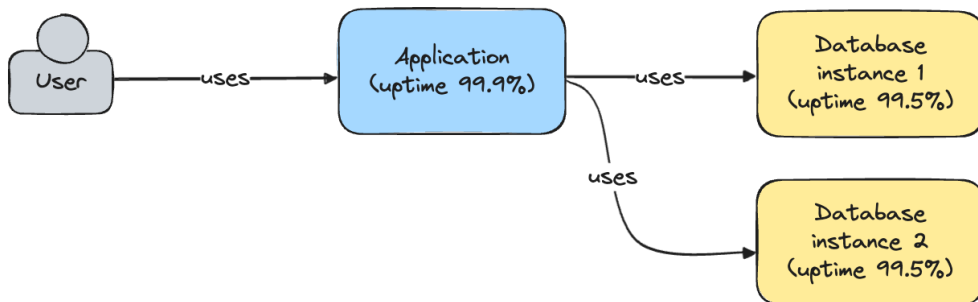 User
uses
Application
(uptime 99.9%)
uses
Database
instance 1
(uptime 99.5%)
uses
Database
instance 2
(uptime 99.5%)